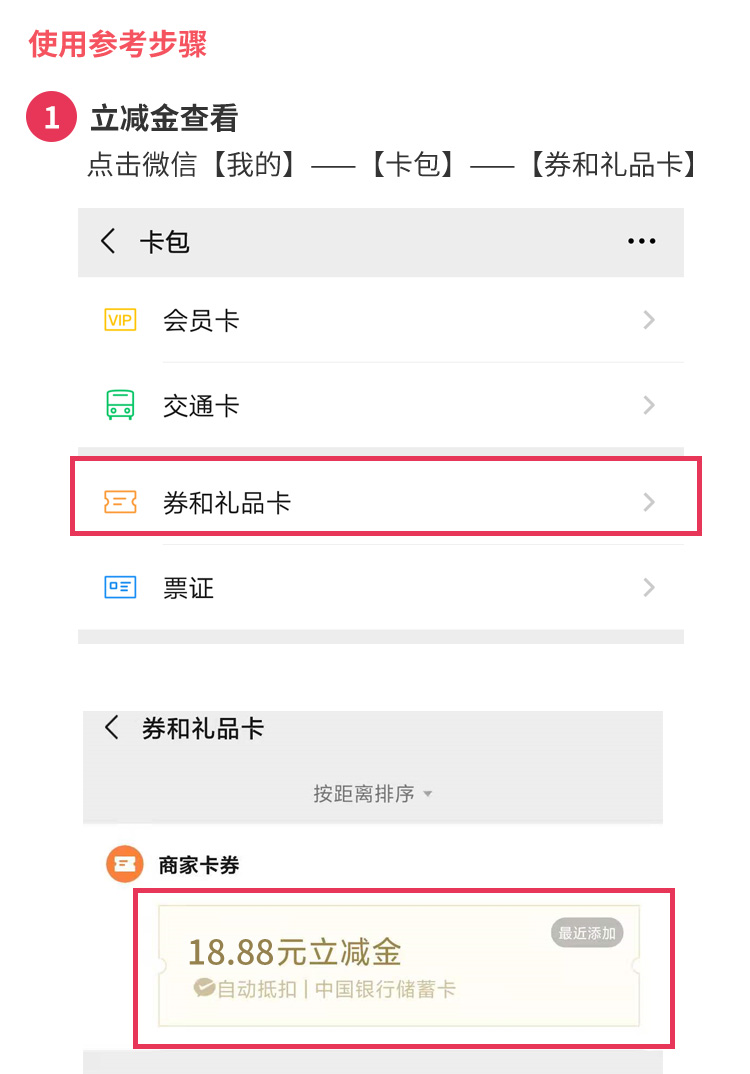 使用参考步骤
1 立减金查看
点击微信【我的】——【卡包】——【券和礼品卡】
卡包
VIP 会员卡
交通卡
券和礼品卡
票证
券和礼品卡
按距离排序
商家卡券
最近添加
18.88元立减金
自动抵扣 | 中国银行储蓄卡